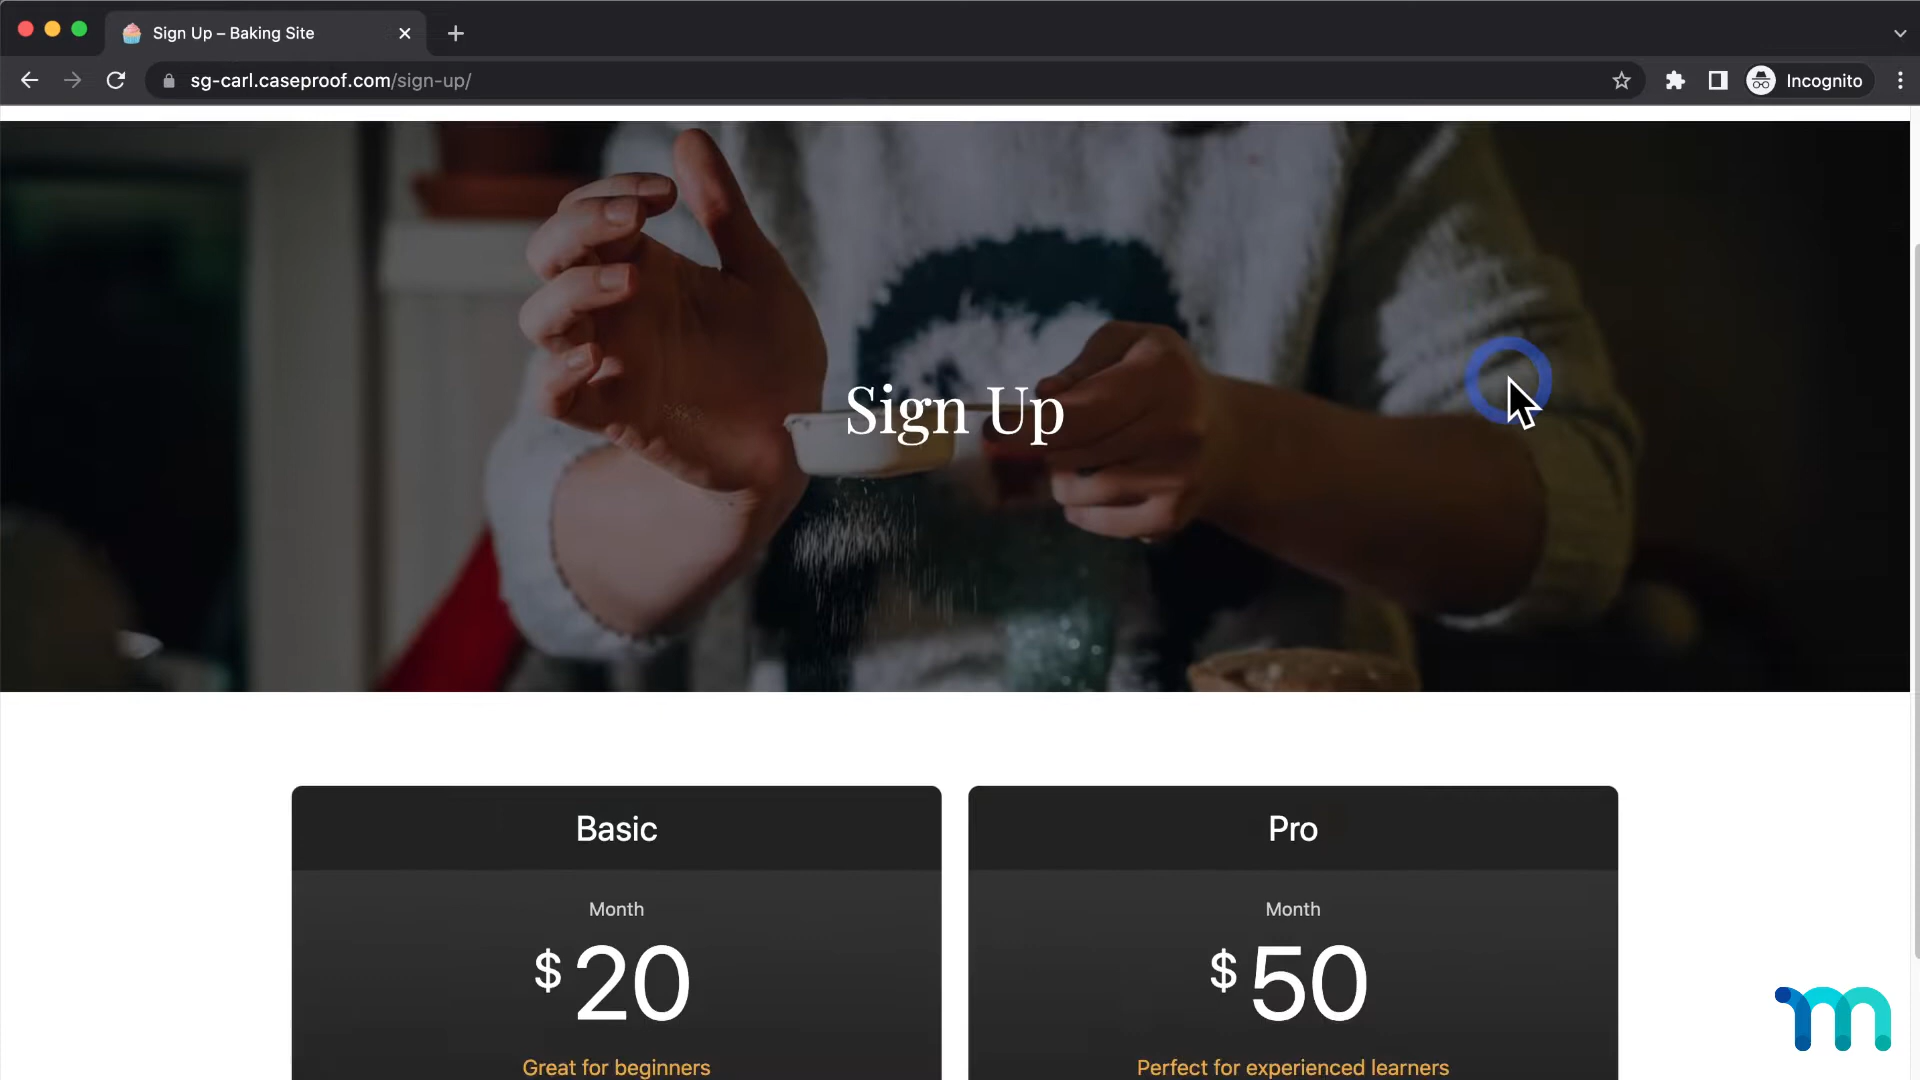 Sign Up – Baking Site
sg-carl.caseproof.com/sign-up/
Incognito
Sign Up
Basic
Month
$20
Great for beginners
Pro
Month
$50
Perfect for experienced learners